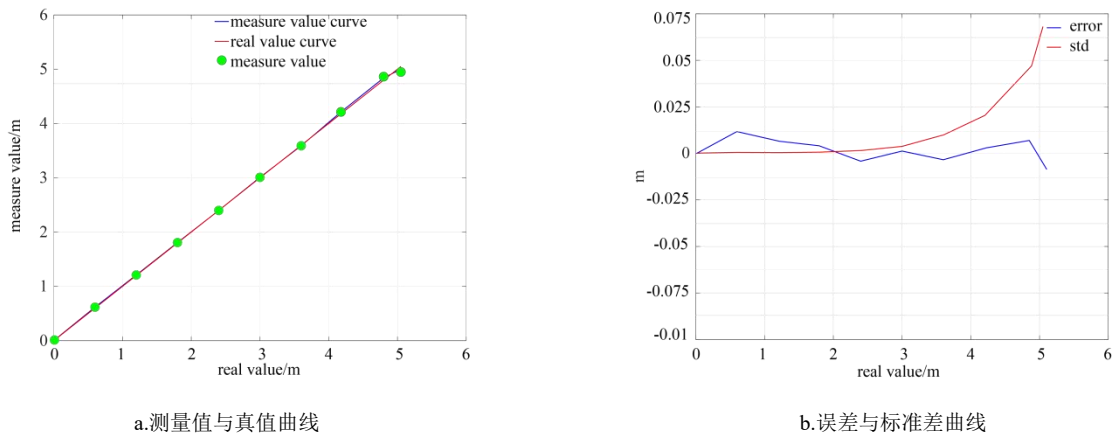 6
5
4
3
2
1
0
measure value/m
measure value curve
real value curve
measure value
0 1 2 3 4 5 6
real value/m
a.测量值与真值曲线
0.075
0.05
0.025
0
-0.025
-0.05
-0.075
-0.01
m
error
std
0 1 2 3 4 5 6
real value/m
b.误差与标准差曲线